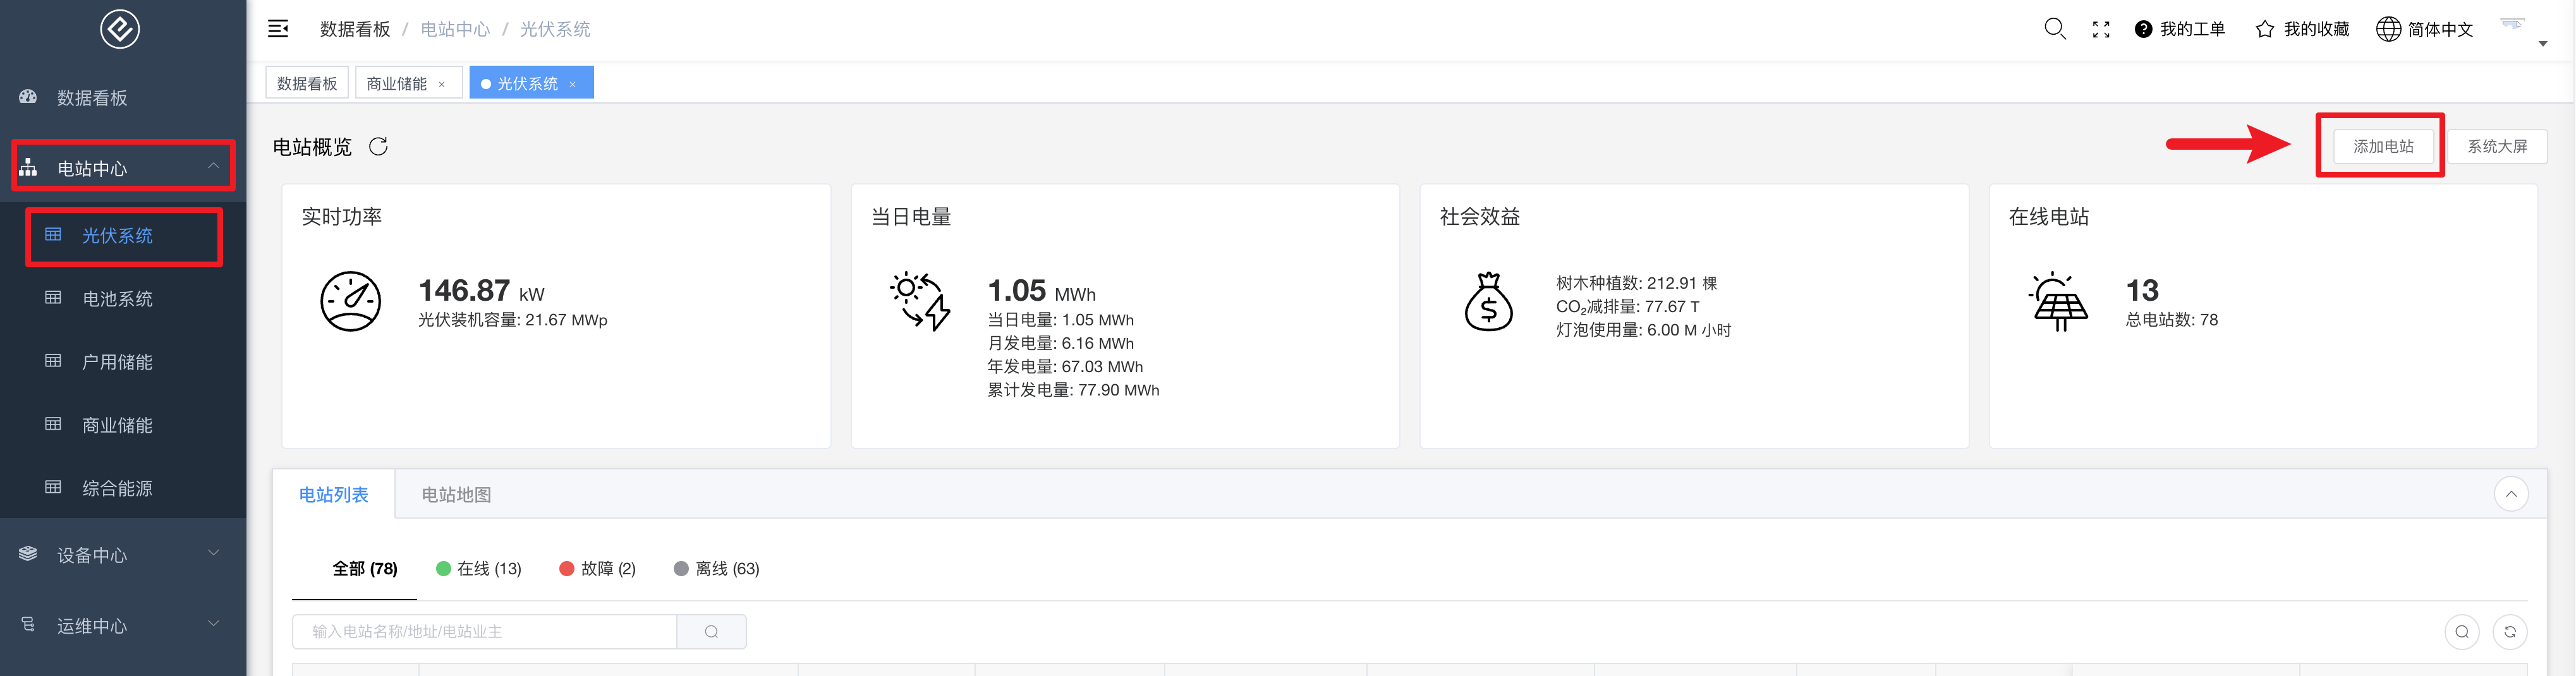 数据看板 / 电站中心 / 光伏系统
我的工单
我的收藏
简体中文
数据看板
电站中心
光伏系统
电池系统
户用储能
商业储能
综合能源
设备中心
运维中心
数据看板
商业储能 ×
光伏系统 ×
电站概览
添加电站
系统大屏
实时功率
146.87 kW
光伏装机容量: 21.67 MWp
当日电量
1.05 MWh
当日电量: 1.05 MWh
月发电量: 6.16 MWh
年发电量: 67.03 MWh
累计发电量: 77.90 MWh
社会效益
树木种植数: 212.91 棵
CO₂减排量: 77.67 T
灯泡使用量: 6.00 M 小时
在线电站
13
总电站数: 78
电站列表
电站地图
全部 (78)
在线 (13)
故障 (2)
离线 (63)
输入电站名称/地址/电站业主